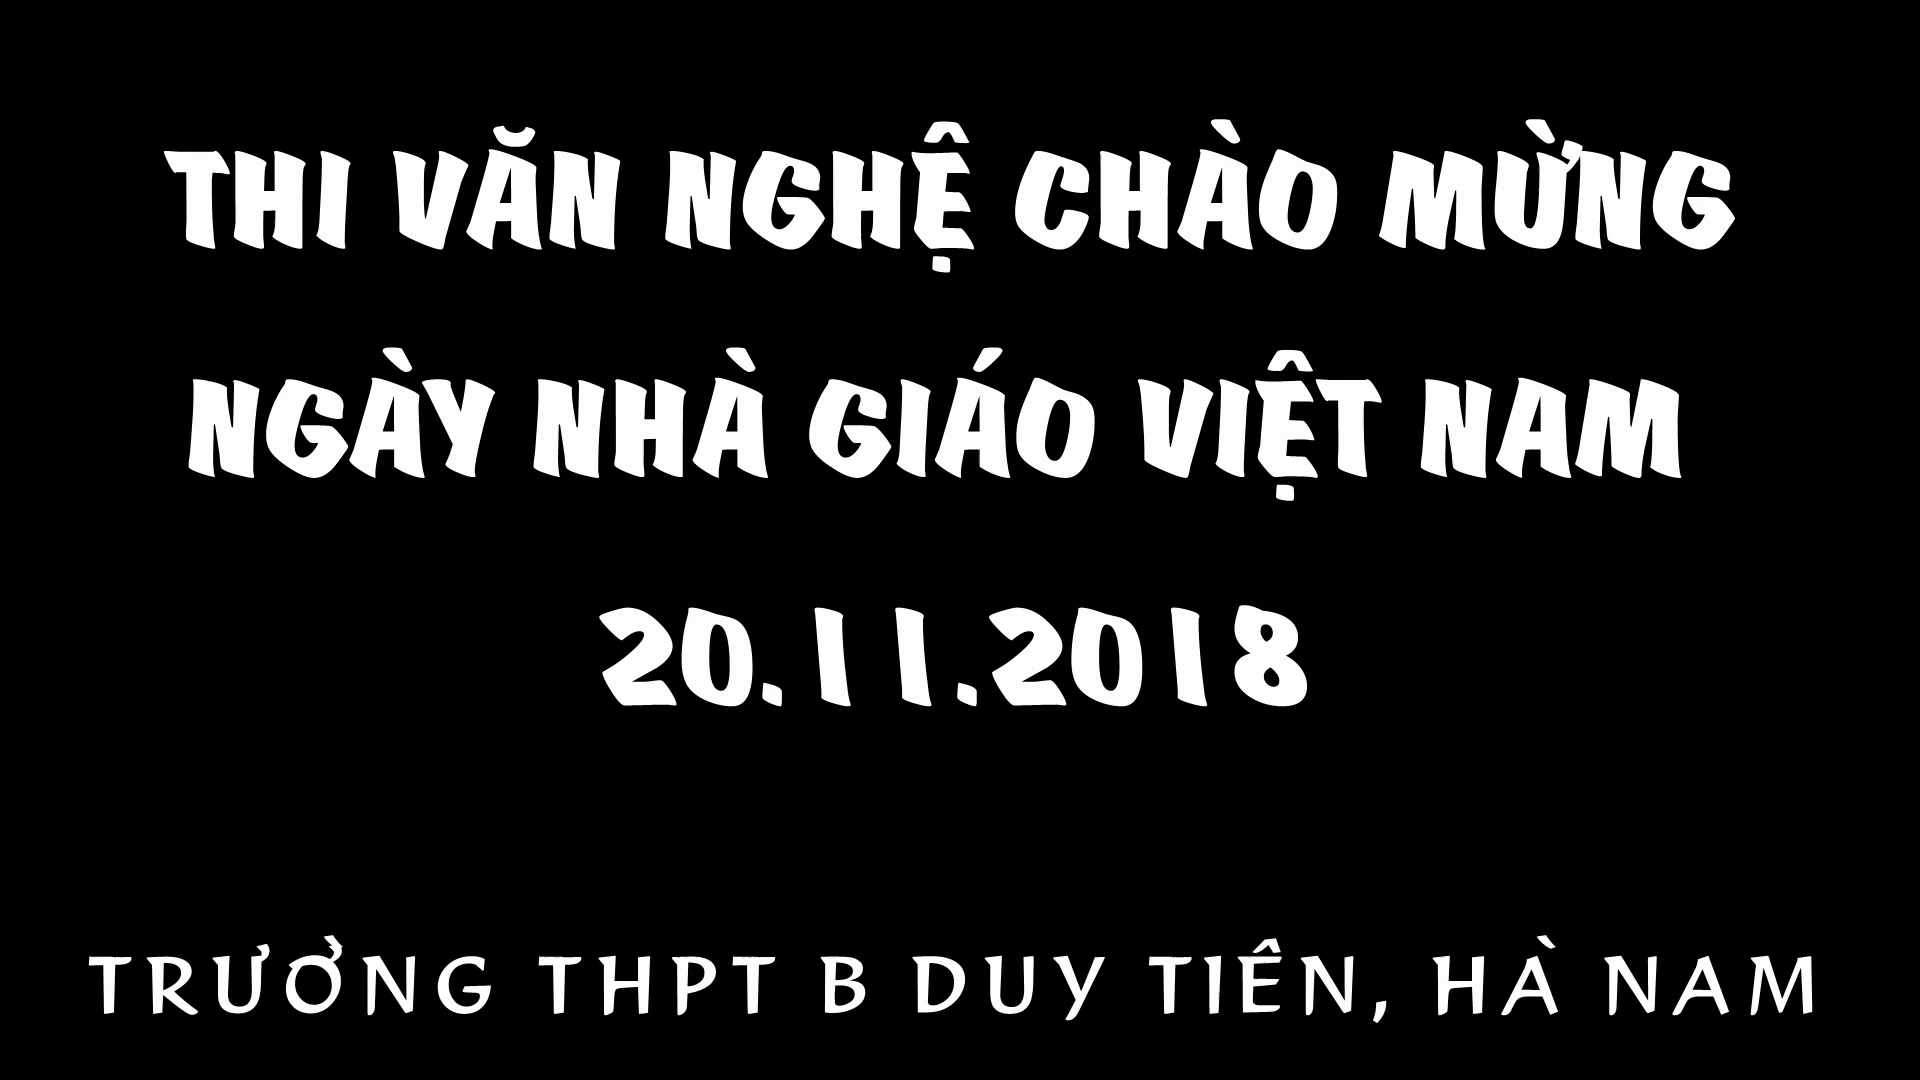 THI VĂN NGHỆ CHÀO MỪNG
NGÀY NHÀ GIÁO VIỆT NAM
20.11.2018
TRƯỜNG THPT B DUY TIÊN, HÀ NAM